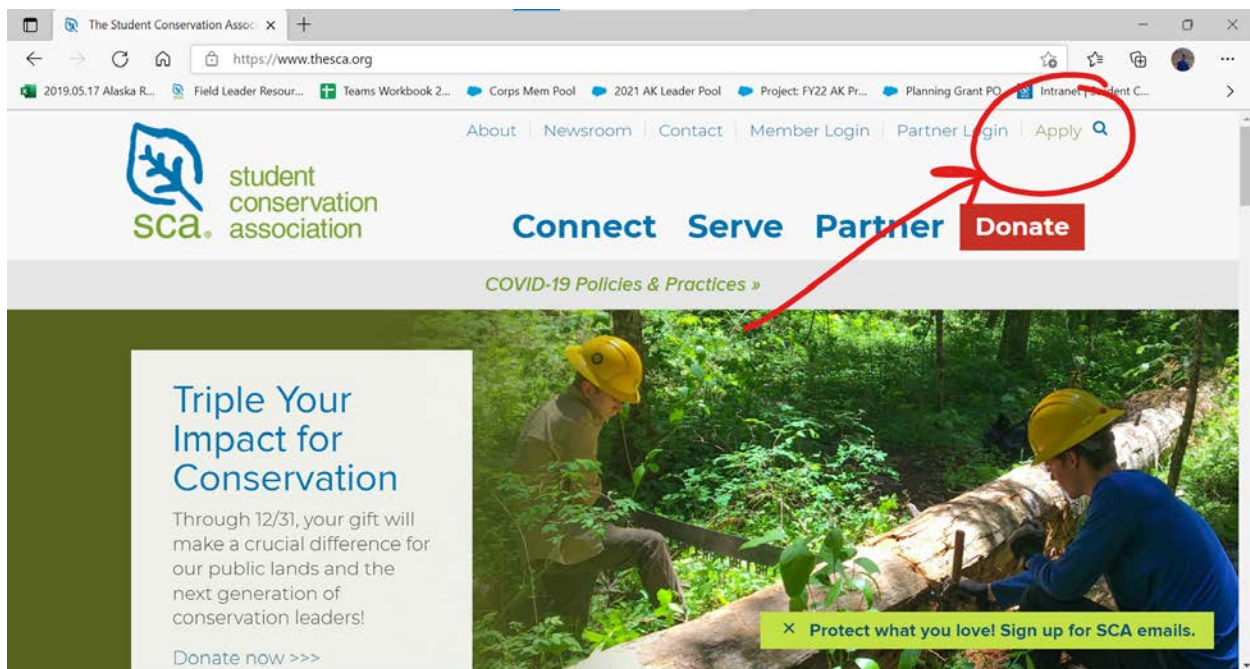 The Student Conservation Assoc
https://www.thesca.org
2019.05.17 Alaska R... Field Leader Resour... Teams Workbook 2... Corps Mem Pool 2021 AK Leader Pool Project: FY22 AK Pr... Planning Grant PO Intranet | Student C...
About Newsroom Contact Member Login Partner Login Apply
sca. student
conservation
association
Connect Serve Partner Donate
COVID-19 Policies & Practices »
Triple Your
Impact for
Conservation
Through 12/31, your gift will
make a crucial difference for
our public lands and the
next generation of
conservation leaders!
Donate now >>>
× Protect what you love! Sign up for SCA emails.